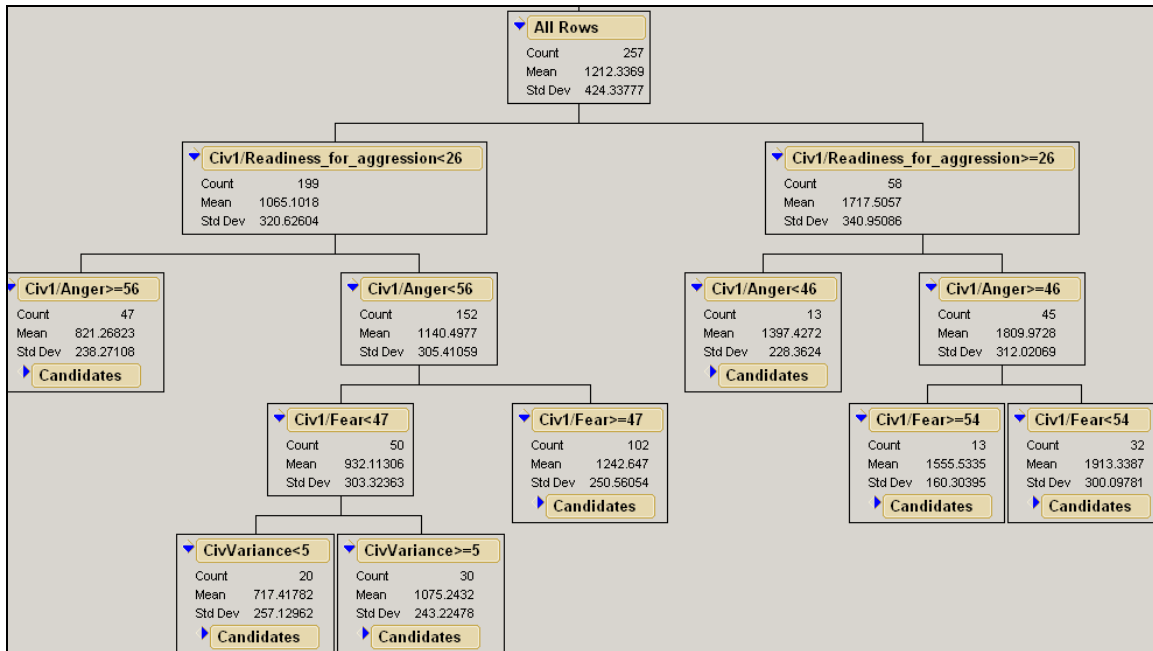 All Rows
Count 257
Mean 1212.3369
Std Dev 424.33777
Civ1/Readiness_for_aggression<26
Count 199
Mean 1065.1018
Std Dev 320.62604
Civ1/Readiness_for_aggression>=26
Count 58
Mean 1717.5057
Std Dev 340.95086
Civ1/Anger>=56
Count 47
Mean 821.26823
Std Dev 238.27108
Candidates
Civ1/Anger<56
Count 152
Mean 1140.4977
Std Dev 305.41059
Civ1/Anger<46
Count 13
Mean 1397.4272
Std Dev 228.3624
Candidates
Civ1/Anger>=46
Count 45
Mean 1809.9728
Std Dev 312.02069
Civ1/Fear<47
Count 50
Mean 932.11306
Std Dev 303.32363
Civ1/Fear>=47
Count 102
Mean 1242.647
Std Dev 250.56054
Candidates
Civ1/Fear>=54
Count 13
Mean 1555.5335
Std Dev 160.30395
Candidates
Civ1/Fear<54
Count 32
Mean 1913.3387
Std Dev 300.09781
Candidates
CivVariance<5
Count 20
Mean 717.41782
Std Dev 257.12962
Candidates
CivVariance>=5
Count 30
Mean 1075.2432
Std Dev 243.22478
Candidates